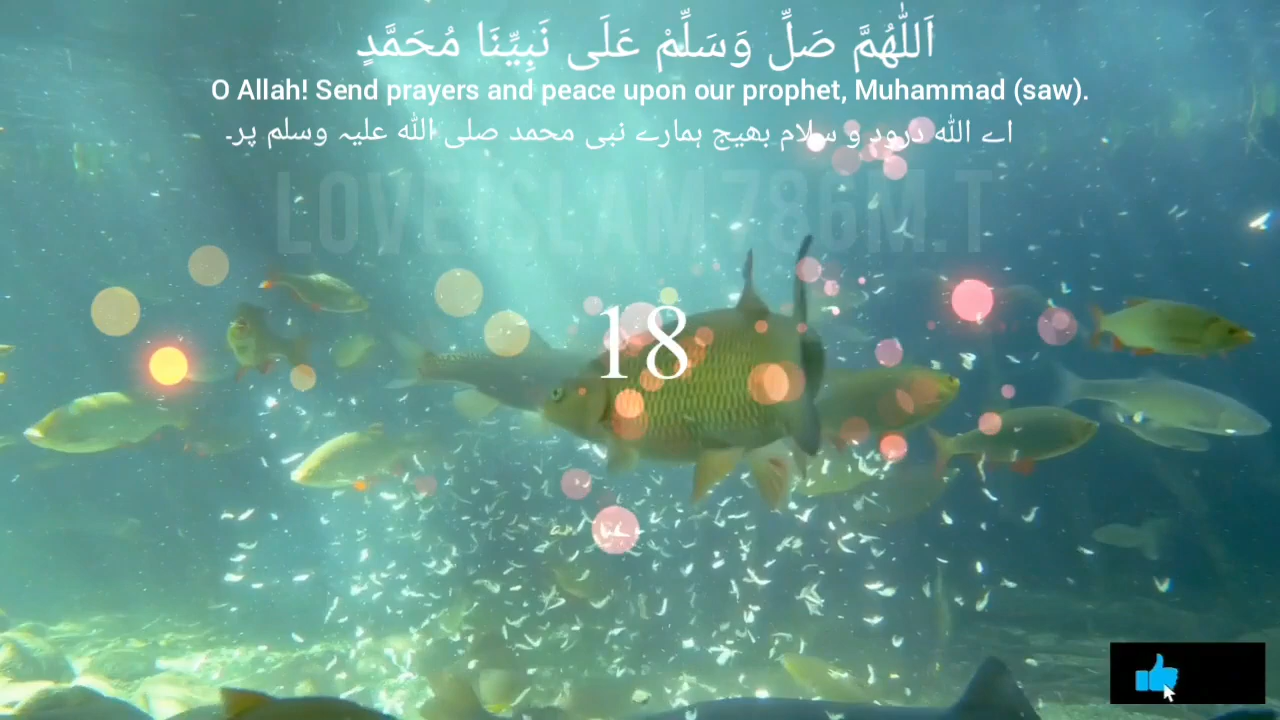 اَللّٰهُمَّ صَلِّ وَسَلِّمْ عَلَى نَبِيِّنَا مُحَمَّدٍ
O Allah! Send prayers and peace upon our prophet, Muhammad (saw).
اے اللہ درود و سلام بھیج ہمارے نبی محمد صلی اللہ علیہ وسلم پر۔
LOVEISLAM786M.T
18